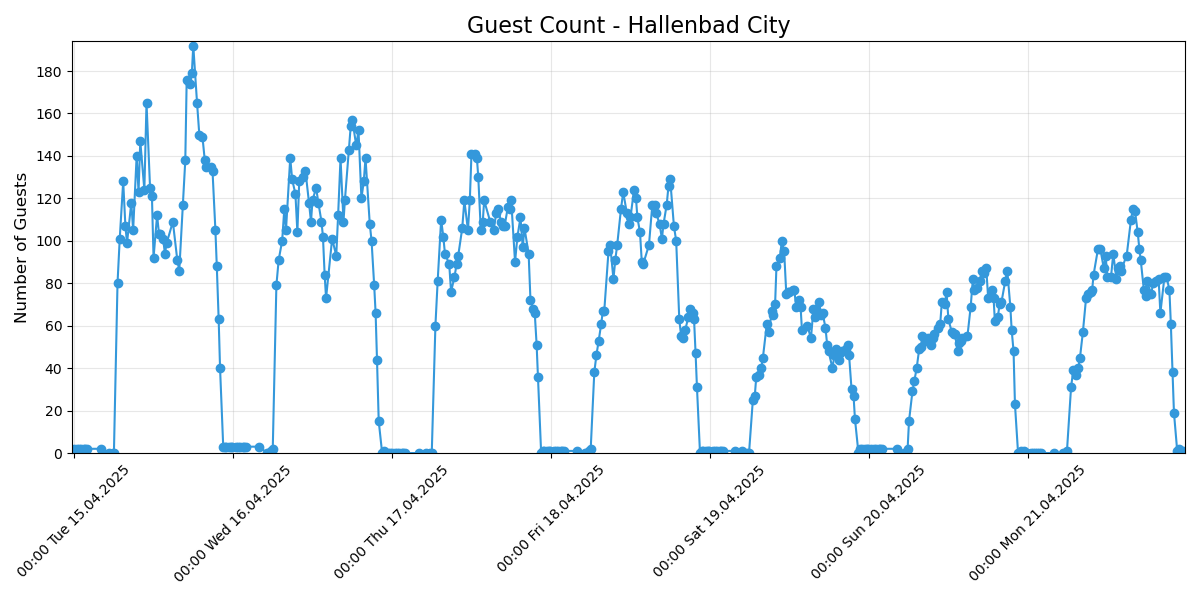 Guest Count - Hallenbad City
Number of Guests
180
160
140
120
100
80
60
40
20
0
00:00 Tue 15.04.2025
00:00 Wed 16.04.2025
00:00 Thu 17.04.2025
00:00 Fri 18.04.2025
00:00 Sat 19.04.2025
00:00 Sun 20.04.2025
00:00 Mon 21.04.2025